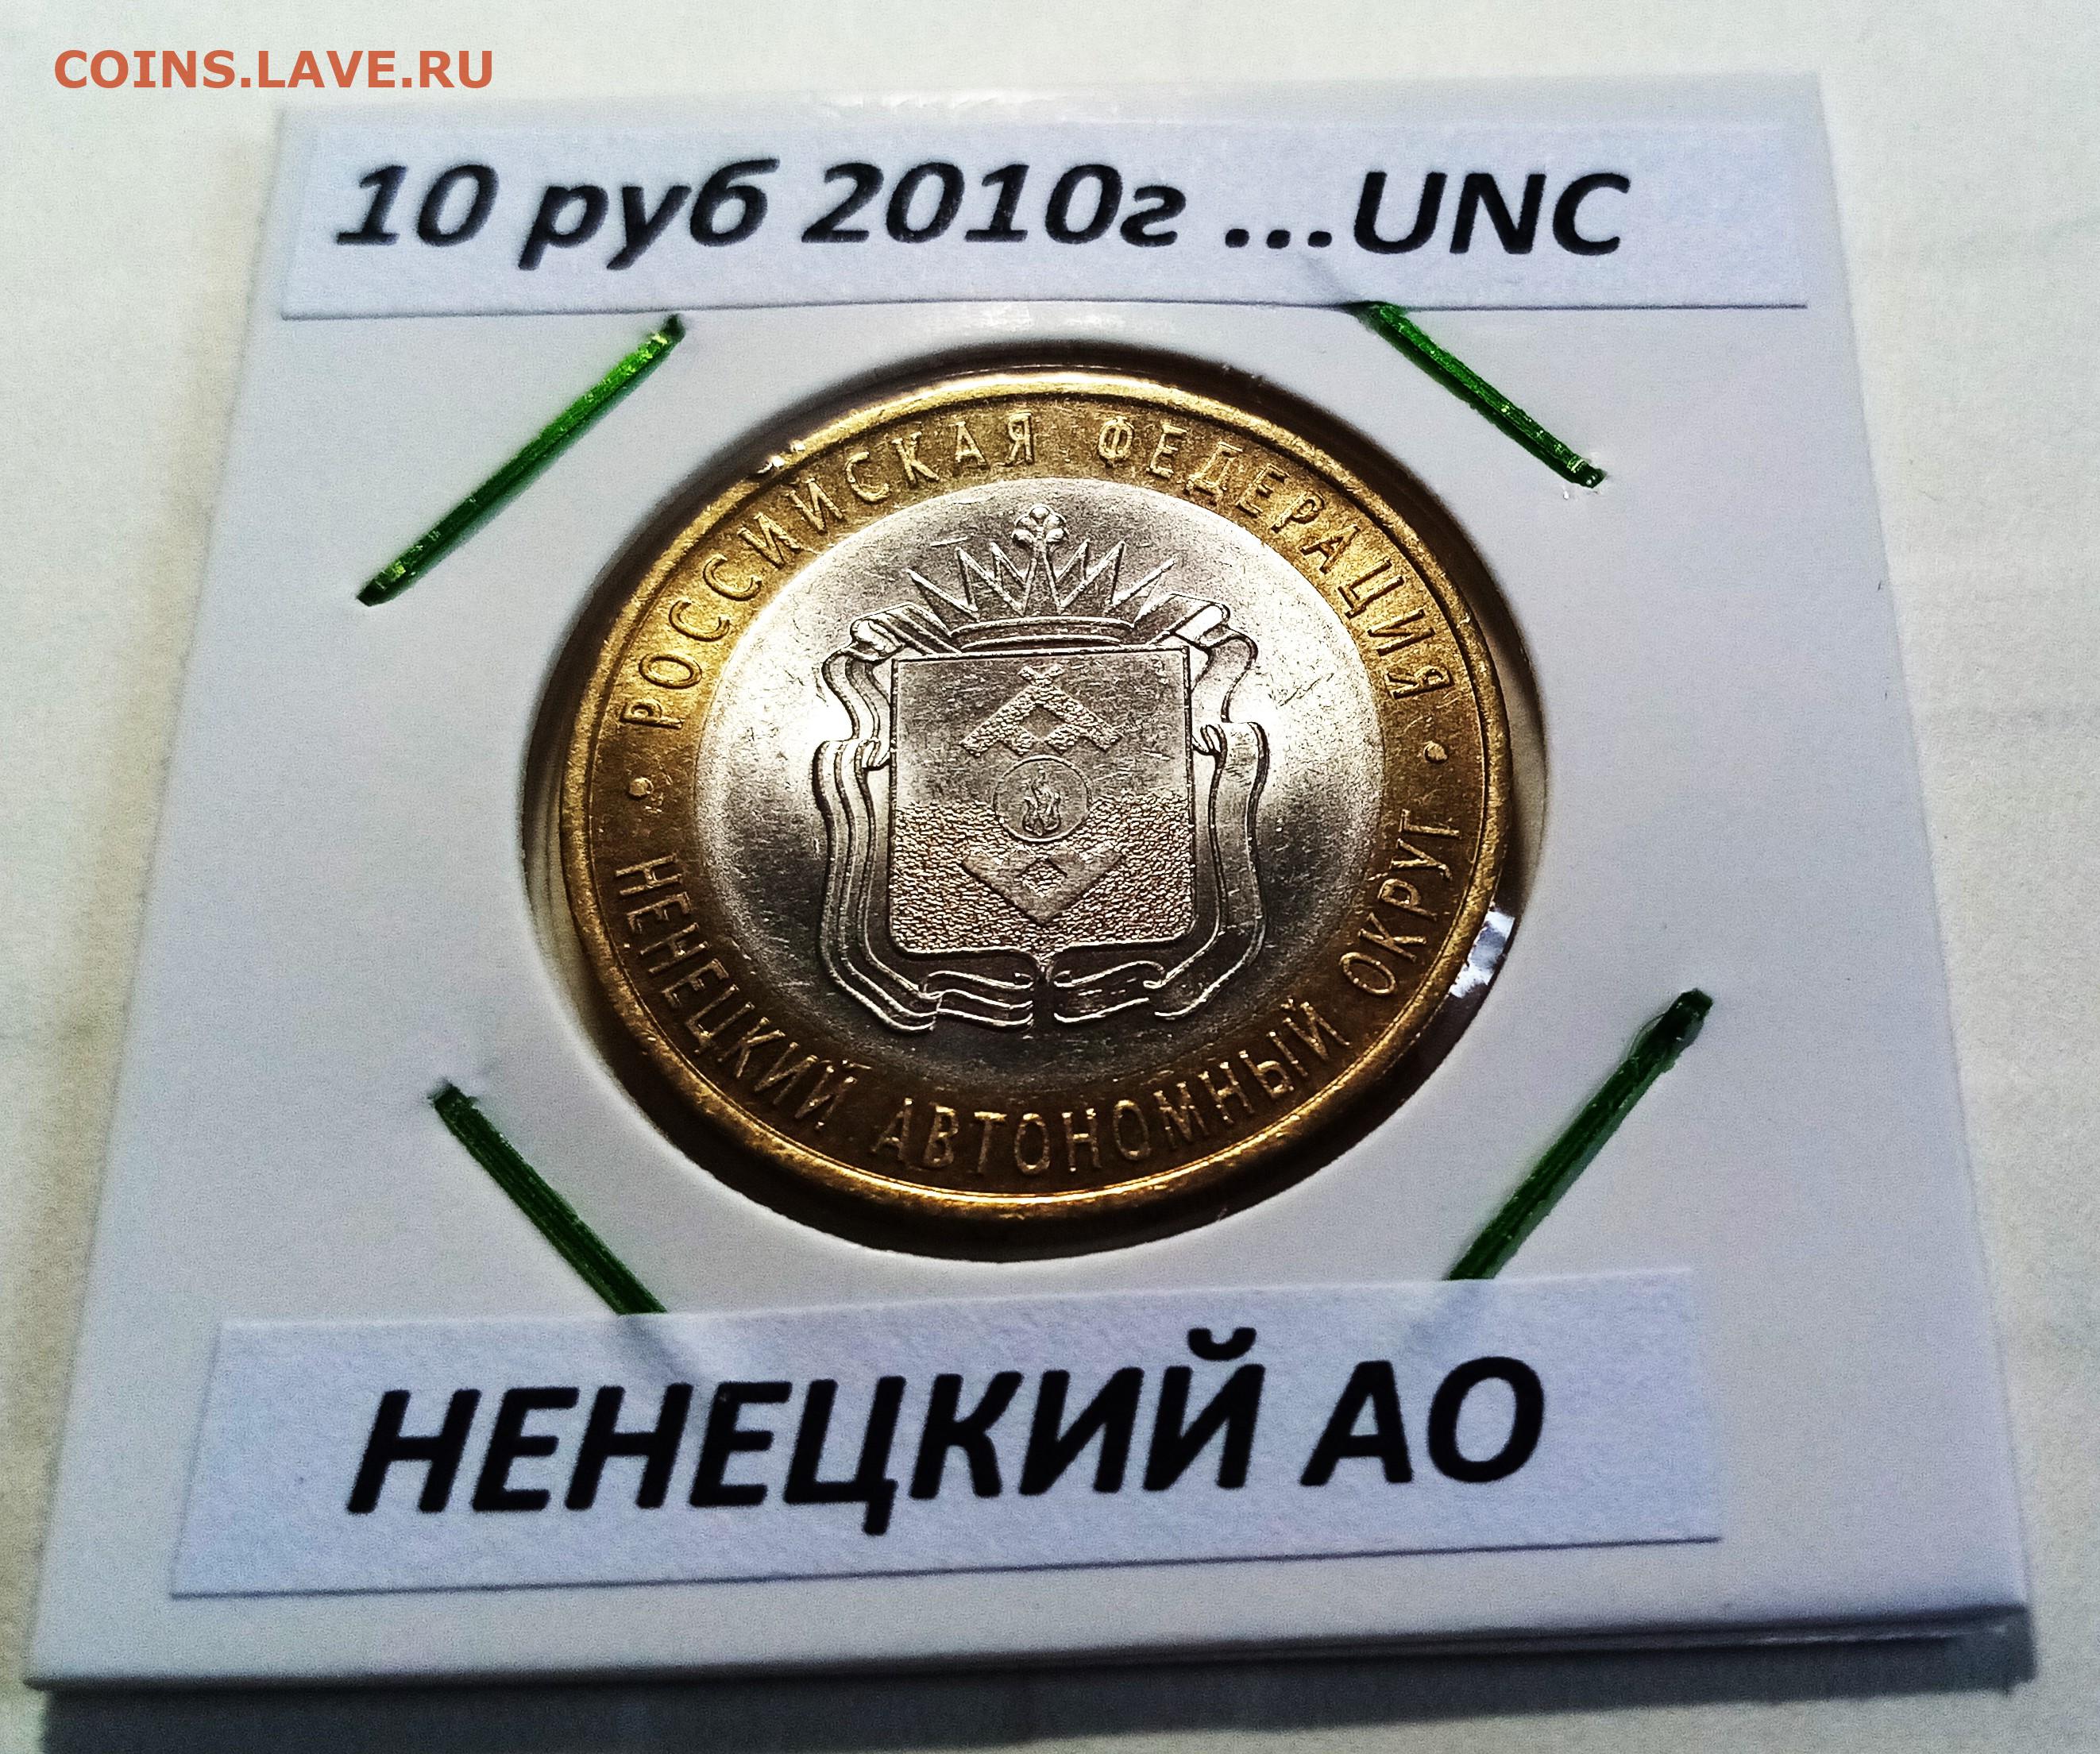 COINS.LAVE.RU
10 руб 2010г ...UNC
• РОССИЙСКАЯ ФЕДЕРАЦИЯ •
НЕНЕЦКИЙ АВТОНОМНЫЙ ОКРУГ
НЕНЕЦКИЙ АО